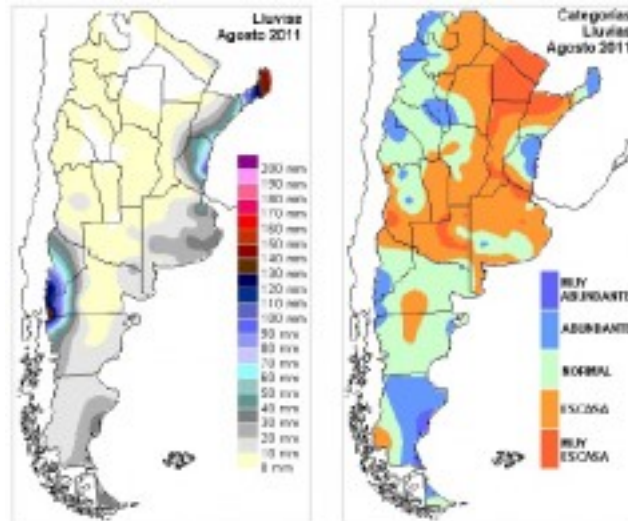 Lluvias
Agosto 2011
200 mm
190 mm
180 mm
170 mm
160 mm
150 mm
140 mm
130 mm
120 mm
110 mm
100 mm
90 mm
80 mm
70 mm
60 mm
50 mm
40 mm
30 mm
20 mm
10 mm
0 mm
Categorías
Lluvias
Agosto 2011
MUY
ABUNDANTE
ABUNDANTE
NORMAL
ESCASA
MUY
ESCASA